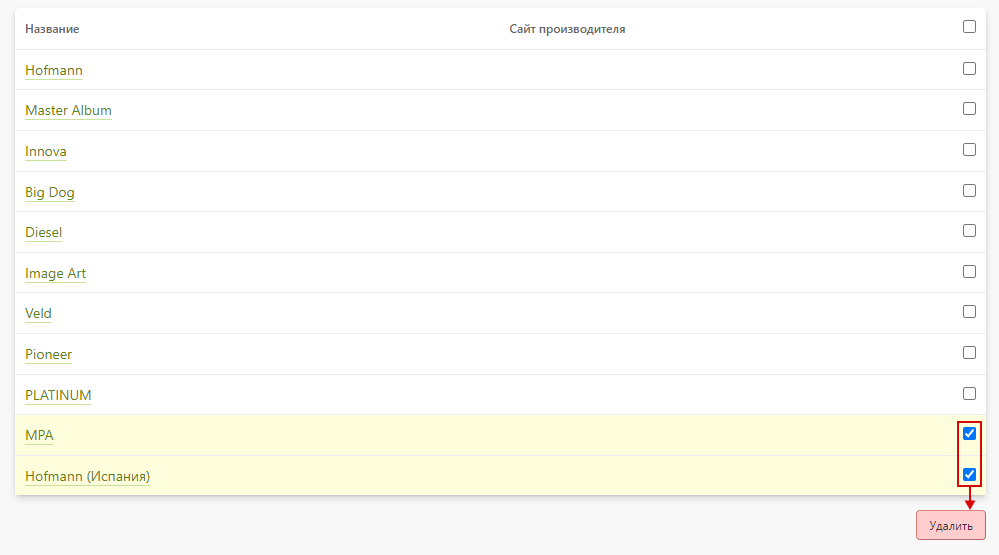 Название Сайт производителя
Hofmann
Master Album
Innova
Big Dog
Diesel
Image Art
Veld
Pioneer
PLATINUM
MPA
Hofmann (Испания)
Удалить